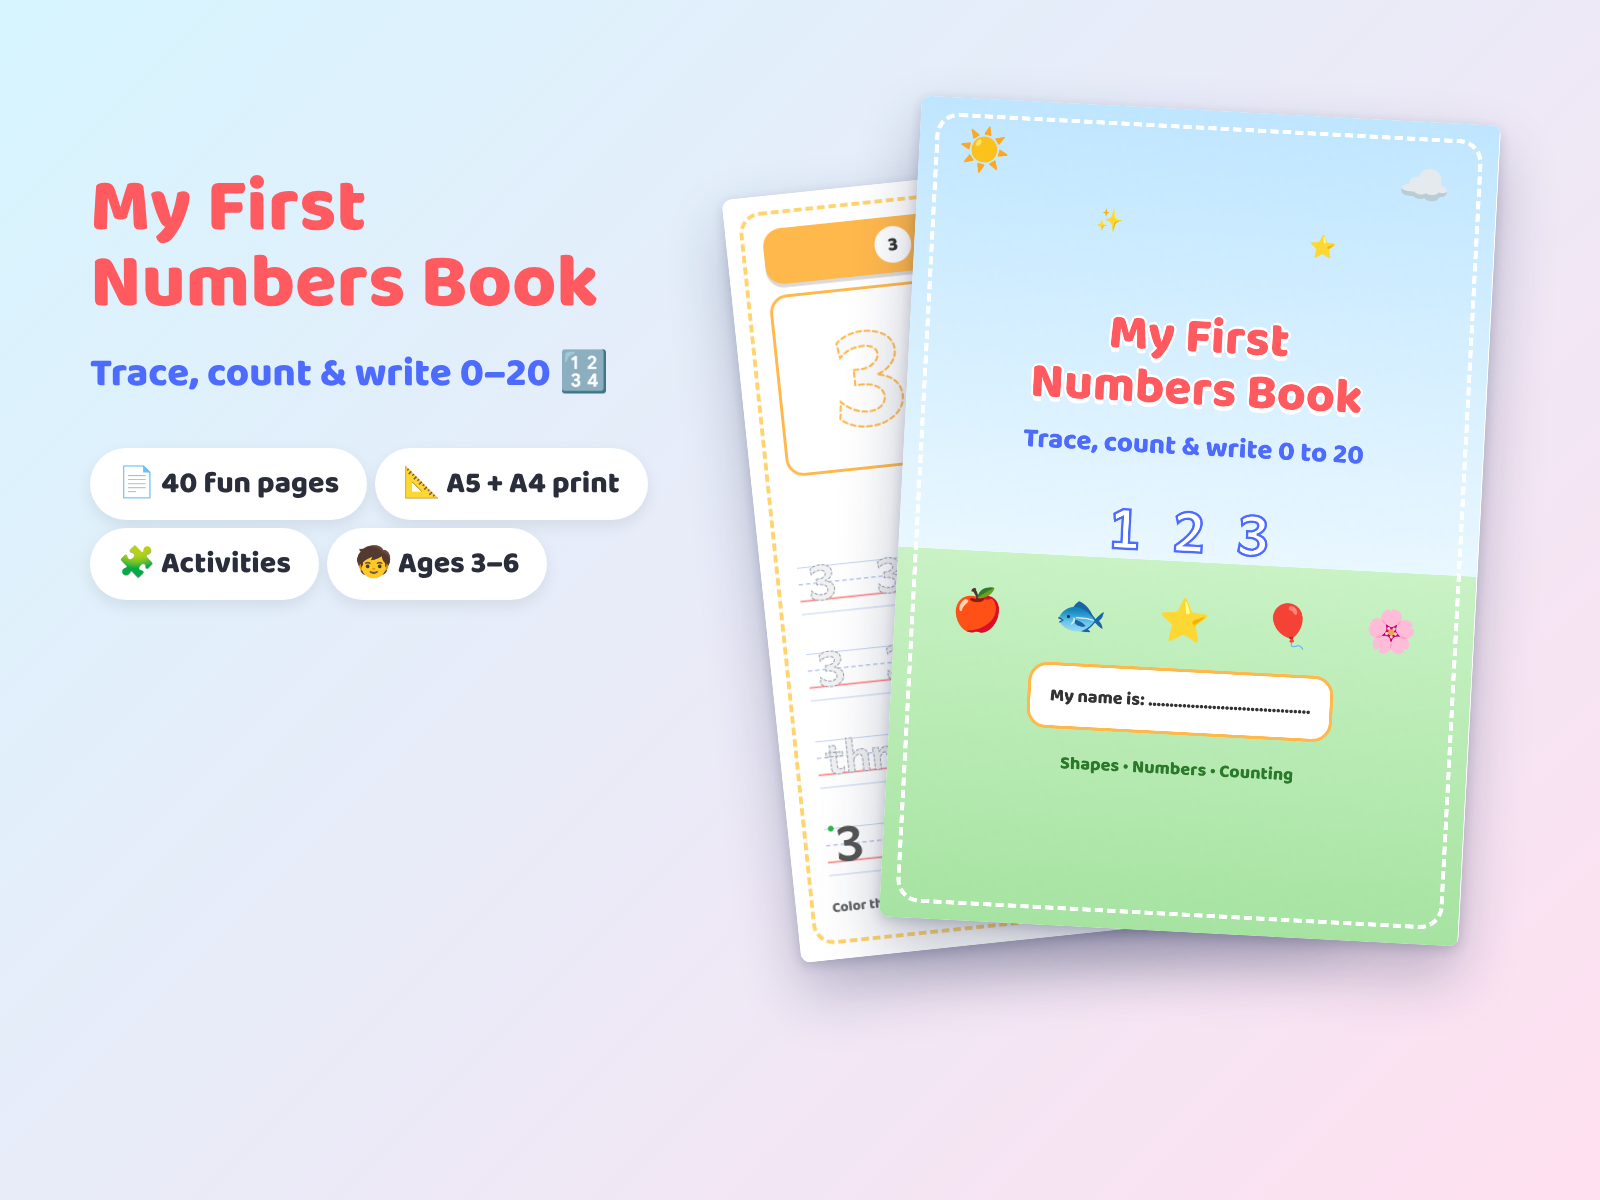 My First
Numbers Book
Trace, count & write 0–20
40 fun pages
A5 + A4 print
Activities
Ages 3–6
3
3
3 3
3
3
Color
My First
Numbers Book
Trace, count & write 0 to 20
1 2 3
My name is: ......................................
Shapes • Numbers • Counting